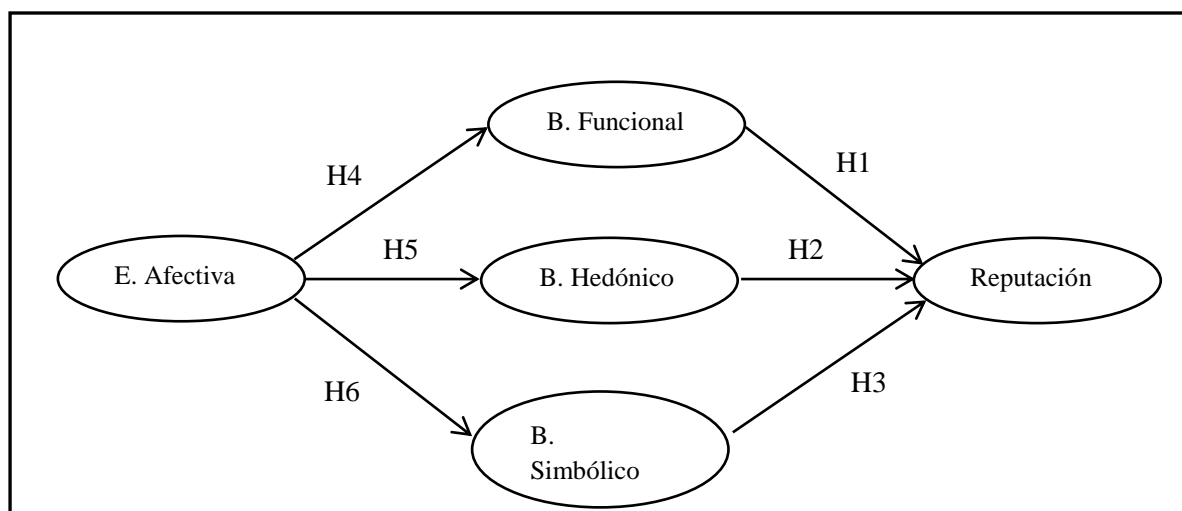 B. Funcional
H4
H1
E. Afectiva
H5
B. Hedónico
H2
Reputación
H6
H3
B.
Simbólico